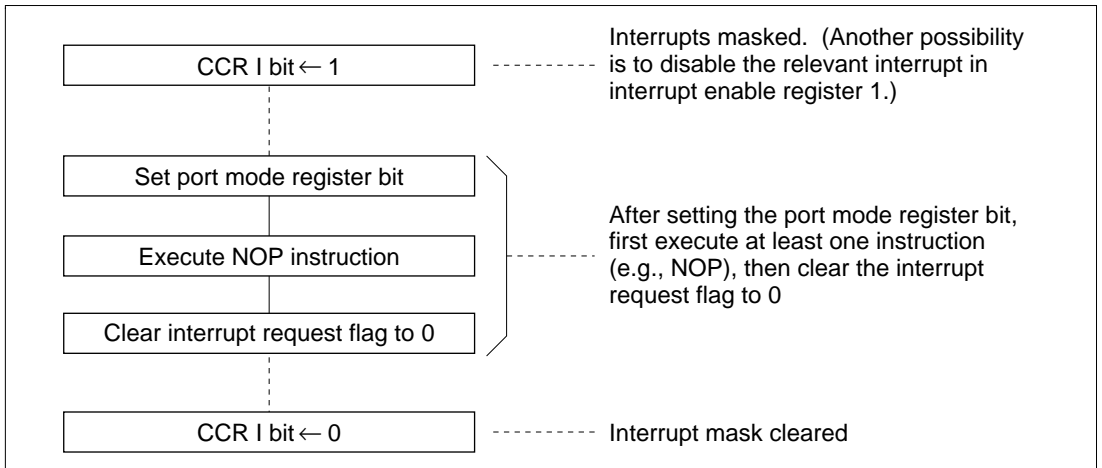 CCR I bit ← 1
Interrupts masked.  (Another possibility
is to disable the relevant interrupt in
interrupt enable register 1.)
Set port mode register bit
Execute NOP instruction
Clear interrupt request flag to 0
After setting the port mode register bit,
first execute at least one instruction
(e.g., NOP), then clear the interrupt
request flag to 0
CCR I bit ← 0
Interrupt mask cleared